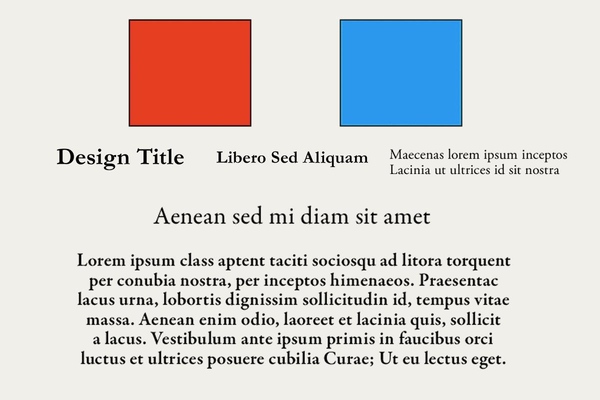 Design Title
Libero Sed Aliquam
Maecenas lorem ipsum inceptos
Lacinia ut ultrices id sit nostra
Aenean sed mi diam sit amet
Lorem ipsum class aptent taciti sociosqu ad litora torquent
per conubia nostra, per inceptos himenaeos. Praesentac
lacus urna, lobortis dignissim sollicitudin id, tempus vitae
massa. Aenean enim odio, laoreet et lacinia quis, sollicit
a lacus. Vestibulum ante ipsum primis in faucibus orci
luctus et ultrices posuere cubilia Curae; Ut eu lectus eget.